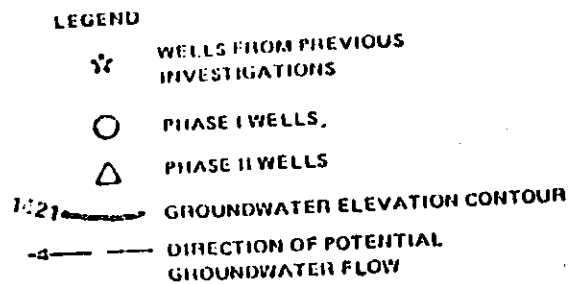 LEGEND
WELLS FROM PREVIOUS
INVESTIGATIONS
PHASE I WELLS,
PHASE II WELLS
GROUNDWATER ELEVATION CONTOUR
DIRECTION OF POTENTIAL
GROUNDWATER FLOW